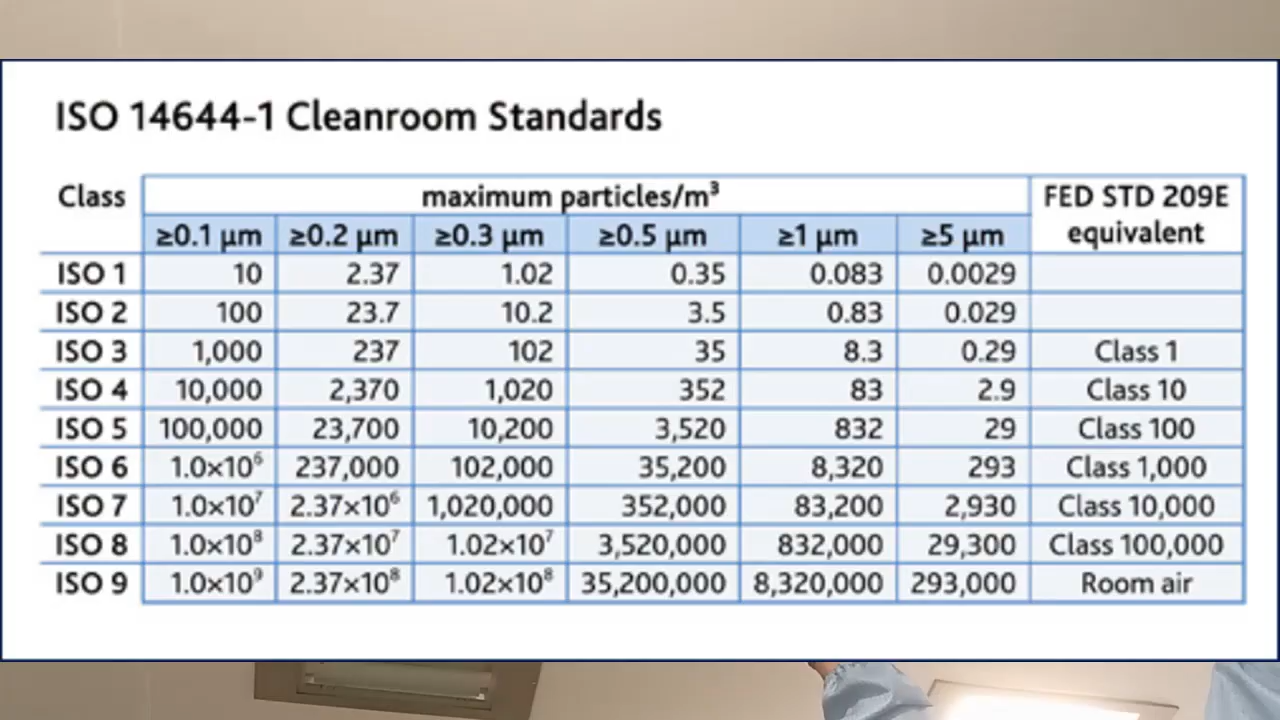 ISO 14644-1 Cleanroom Standards
Class maximum particles/m³ FED STD 209E equivalent
≥0.1 µm ≥0.2 µm ≥0.3 µm ≥0.5 µm ≥1 µm ≥5 µm
ISO 1 10 2.37 1.02 0.35 0.083 0.0029
ISO 2 100 23.7 10.2 3.5 0.83 0.029
ISO 3 1,000 237 102 35 8.3 0.29 Class 1
ISO 4 10,000 2,370 1,020 352 83 2.9 Class 10
ISO 5 100,000 23,700 10,200 3,520 832 29 Class 100
ISO 6 1.0×10⁶ 237,000 102,000 35,200 8,320 293 Class 1,000
ISO 7 1.0×10⁷ 2.37×10⁶ 1,020,000 352,000 83,200 2,930 Class 10,000
ISO 8 1.0×10⁸ 2.37×10⁷ 1.02×10⁷ 3,520,000 832,000 29,300 Class 100,000
ISO 9 1.0×10⁹ 2.37×10⁸ 1.02×10⁸ 35,200,000 8,320,000 293,000 Room air